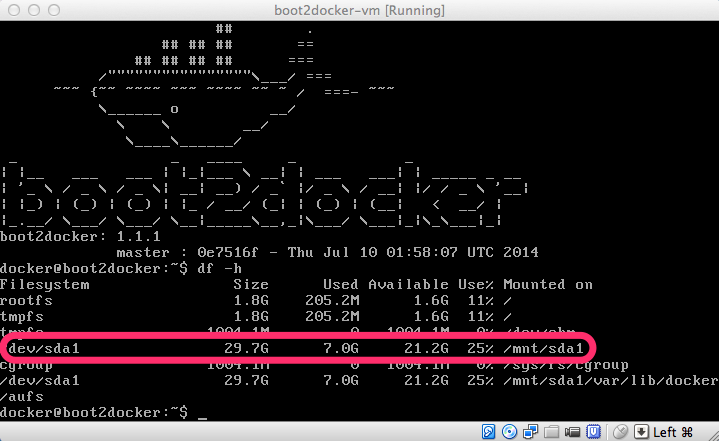 boot2docker-vm [Running]
boot2docker
boot2docker: 1.1.1
master : 0e7516f - Thu Jul 10 01:58:07 UTC 2014
docker@boot2docker:~$ df -h
Filesystem Size Used Available Use% Mounted on
rootfs 1.8G 205.2M 1.6G 11% /
tmpfs 1.8G 205.2M 1.6G 11% /
tmpfs 1004.1M 0 1004.1M 0% /dev/shm
/dev/sda1 29.7G 7.0G 21.2G 25% /mnt/sda1
cgroup 1004.1M 0 1004.1M 0% /sys/fs/cgroup
/dev/sda1 29.7G 7.0G 21.2G 25% /mnt/sda1/var/lib/docker
/aufs
docker@boot2docker:~$ _
Left ⌘